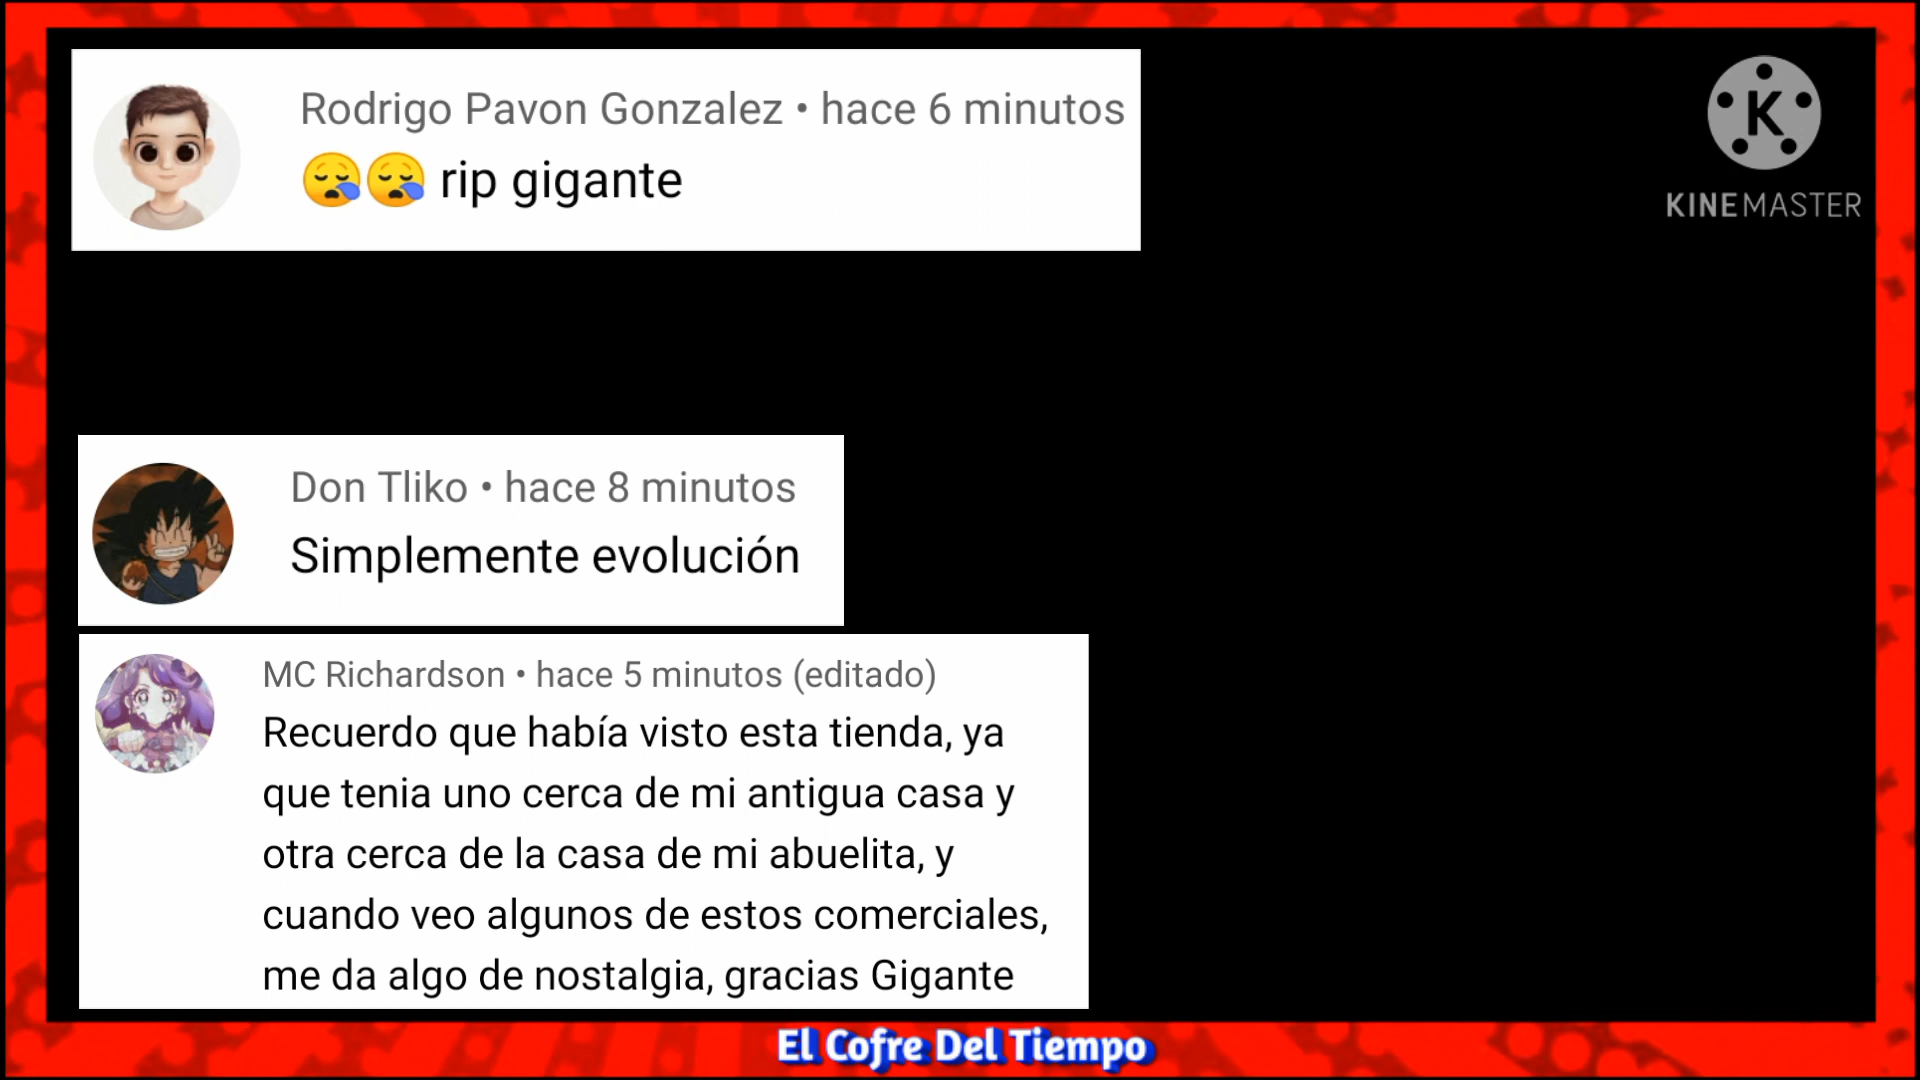 Rodrigo Pavon Gonzalez • hace 6 minutos
😪😪 rip gigante
K
KINEMASTER
Don Tliko • hace 8 minutos
Simplemente evolución
MC Richardson • hace 5 minutos (editado)
Recuerdo que había visto esta tienda, ya
que tenia uno cerca de mi antigua casa y
otra cerca de la casa de mi abuelita, y
cuando veo algunos de estos comerciales,
me da algo de nostalgia, gracias Gigante
El Cofre Del Tiempo